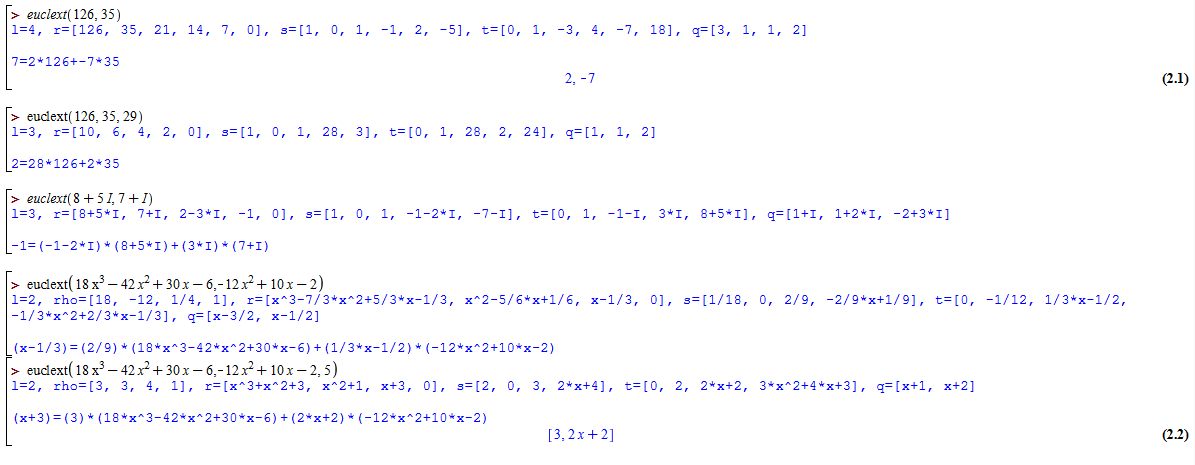 > euclext(126, 35)
l=4, r=[126, 35, 21, 14, 7, 0], s=[1, 0, 1, -1, 2, -5], t=[0, 1, -3, 4, -7, 18], q=[3, 1, 1, 2]
7=2*126+-7*35
2, -7
(2.1)
> euclext(126, 35, 29)
l=3, r=[10, 6, 4, 2, 0], s=[1, 0, 1, 28, 3], t=[0, 1, 28, 2, 24], q=[1, 1, 2]
2=28*126+2*35
> euclext(8 + 5 I, 7 + I)
l=3, r=[8+5*I, 7+I, 2-3*I, -1, 0], s=[1, 0, 1, -1-2*I, -7-I], t=[0, 1, -1-I, 3*I, 8+5*I], q=[1+I, 1+2*I, -2+3*I]
-1=(-1-2*I)*(8+5*I)+(3*I)*(7+I)
> euclext(18 x³ − 42 x² + 30 x − 6, −12 x² + 10 x − 2)
l=2, rho=[18, -12, 1/4, 1], r=[x^3-7/3*x^2+5/3*x-1/3, x^2-5/6*x+1/6, x-1/3, 0], s=[1/18, 0, 2/9, -2/9*x+1/9], t=[0, -1/12, 1/3*x-1/2,
-1/3*x^2+2/3*x-1/3], q=[x-3/2, x-1/2]
(x-1/3)=(2/9)*(18*x^3-42*x^2+30*x-6)+(1/3*x-1/2)*(-12*x^2+10*x-2)
> euclext(18 x³ − 42 x² + 30 x − 6, −12 x² + 10 x − 2, 5)
l=2, rho=[3, 3, 4, 1], r=[x^3+x^2+3, x^2+1, x+3, 0], s=[2, 0, 3, 2*x+4], t=[0, 2, 2*x+2, 3*x^2+4*x+3], q=[x+1, x+2]
(x+3)=(3)*(18*x^3-42*x^2+30*x-6)+(2*x+2)*(-12*x^2+10*x-2)
[3, 2 x + 2]
(2.2)